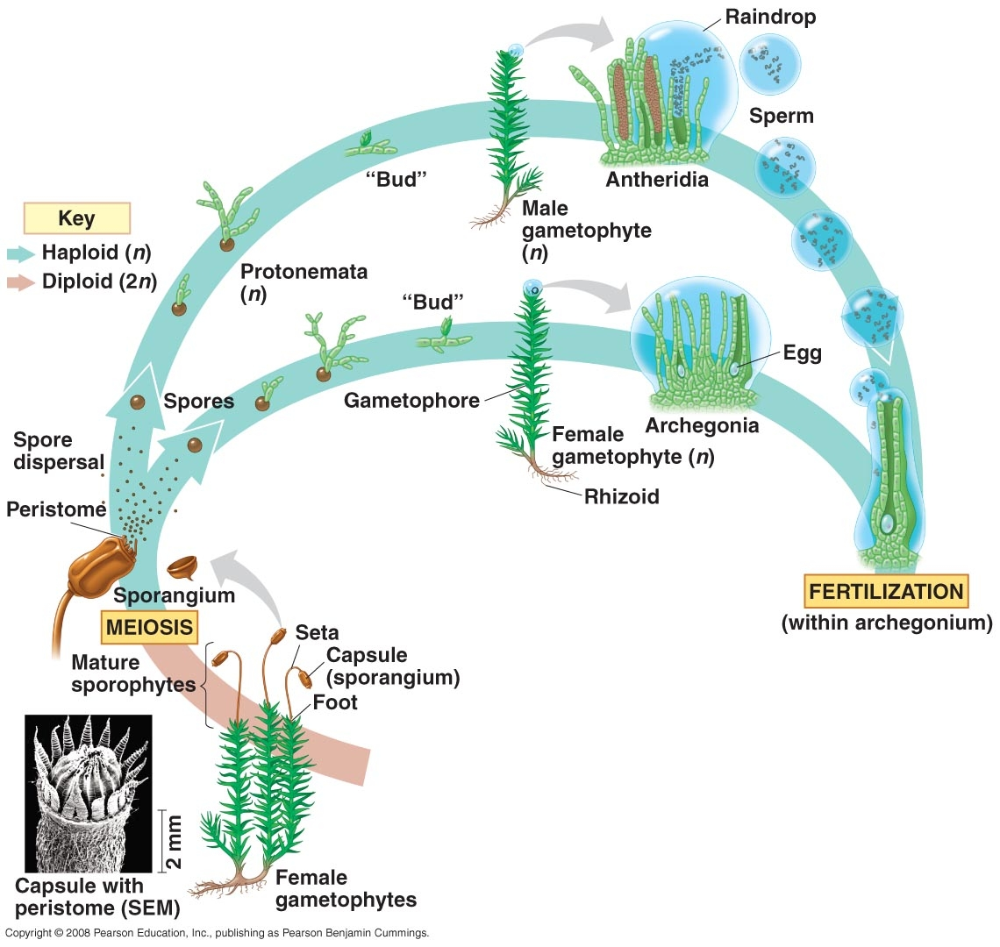 Raindrop
Sperm
“Bud”
Antheridia
Key
Haploid (n)
Diploid (2n)
Male
gametophyte
(n)
Protonemata
(n)
“Bud”
Egg
Spores
Gametophore
Archegonia
Spore
dispersal
Female
gametophyte (n)
Rhizoid
Peristome
Sporangium
FERTILIZATION
(within archegonium)
MEIOSIS
Seta
Mature
sporophytes
Capsule
(sporangium)
Foot
2 mm
Capsule with
peristome (SEM)
Female
gametophytes
Copyright © 2008 Pearson Education, Inc., publishing as Pearson Benjamin Cummings.